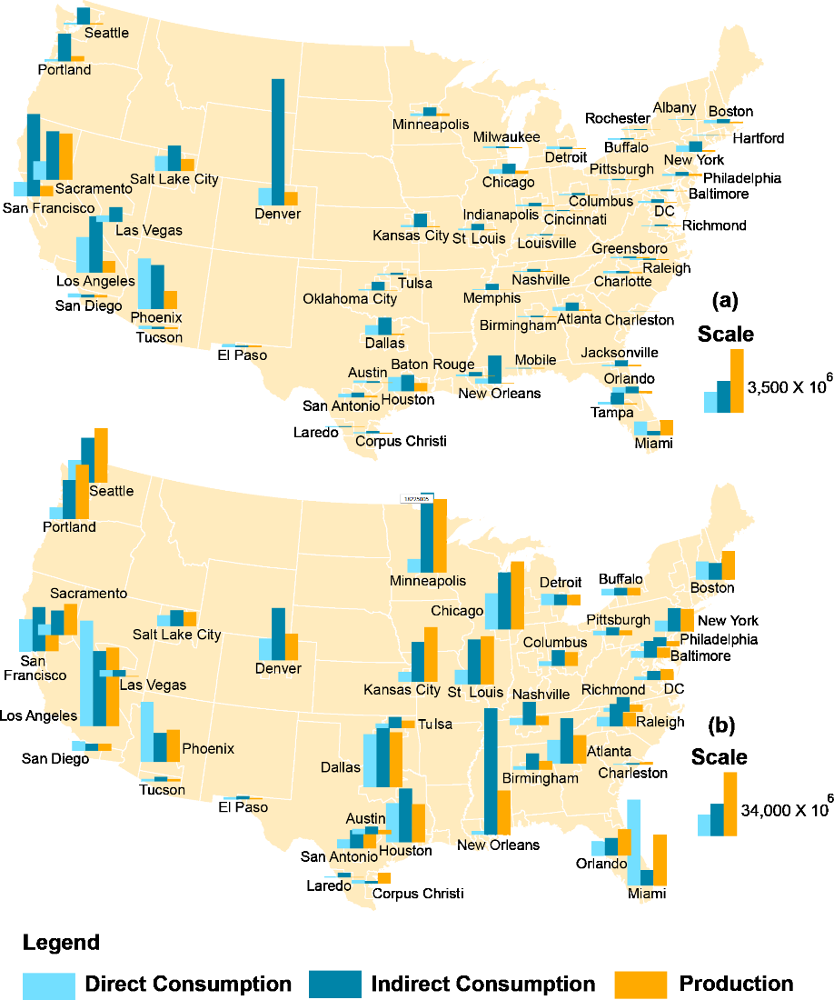 Seattle
Portland
Minneapolis
Albany
Boston
Rochester
Hartford
Milwaukee
Buffalo
Detroit
New York
Salt Lake City
Pittsburgh
Chicago
Philadelphia
Sacramento
Baltimore
San Francisco
Columbus
Denver
Indianapolis
DC
Cincinnati
Las Vegas
Richmond
Kansas City
St Louis
Louisville
Greensboro
Los Angeles
Raleigh
Tulsa
Nashville
Charlotte
Oklahoma City
Memphis
San Diego
(a)
Phoenix
Birmingham
Atlanta
Charleston
Tucson
Scale
Dallas
El Paso
Jacksonville
Baton Rouge
Mobile
Austin
Orlando
3,500 X 10⁶
New Orleans
Houston
San Antonio
Tampa
Laredo
Corpus Christi
Miami
Seattle
18225005
Portland
Minneapolis
Detroit
Buffalo
Boston
Sacramento
Chicago
Pittsburgh
New York
Salt Lake City
Philadelphia
Columbus
Baltimore
San
Francisco
Denver
Las Vegas
Kansas City
St Louis
Richmond
DC
Nashville
Los Angeles
Raleigh
Tulsa
(b)
Phoenix
Atlanta
San Diego
Scale
Dallas
Charleston
Birmingham
Tucson
El Paso
34,000 X 10⁶
Austin
New Orleans
Houston
San Antonio
Orlando
Laredo
Corpus Christi
Miami
Legend
Direct Consumption
Indirect Consumption
Production